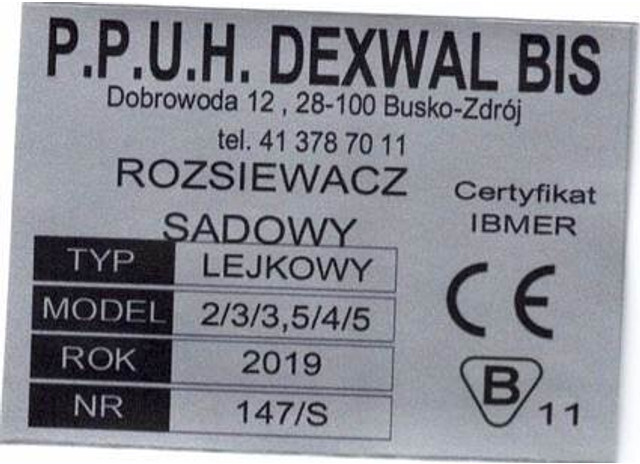 P.P.U.H. DEXWAL BIS
Dobrowoda 12 , 28-100 Busko-Zdrój
tel. 41 378 70 11
ROZSIEWACZ
SADOWY
Certyfikat
IBMER
TYP LEJKOWY
MODEL 2/3/3,5/4/5
ROK 2019
NR 147/S
CE
B 11